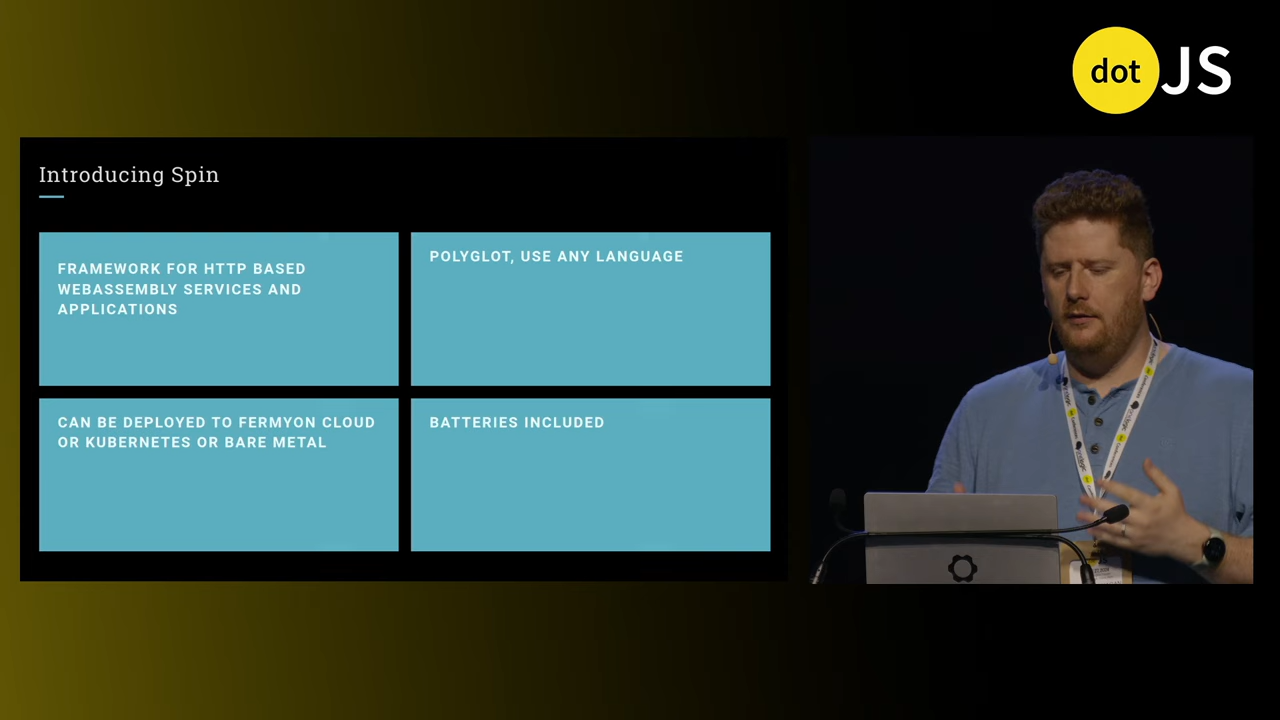 dot JS
Introducing Spin
FRAMEWORK FOR HTTP BASED
WEBASSEMBLY SERVICES AND
APPLICATIONS
POLYGLOT, USE ANY LANGUAGE
CAN BE DEPLOYED TO FERMYON CLOUD
OR KUBERNETES OR BARE METAL
BATTERIES INCLUDED